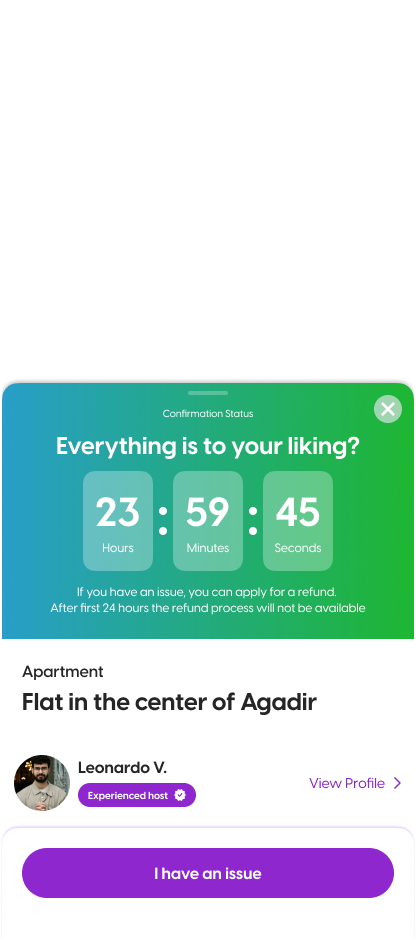 Confirmation Status
Everything is to your liking?
23 : 59 : 45
Hours Minutes Seconds
If you have an issue, you can apply for a refund.
After first 24 hours the refund process will not be available
Apartment
Flat in the center of Agadir
Leonardo V.
Experienced host
View Profile
I have an issue